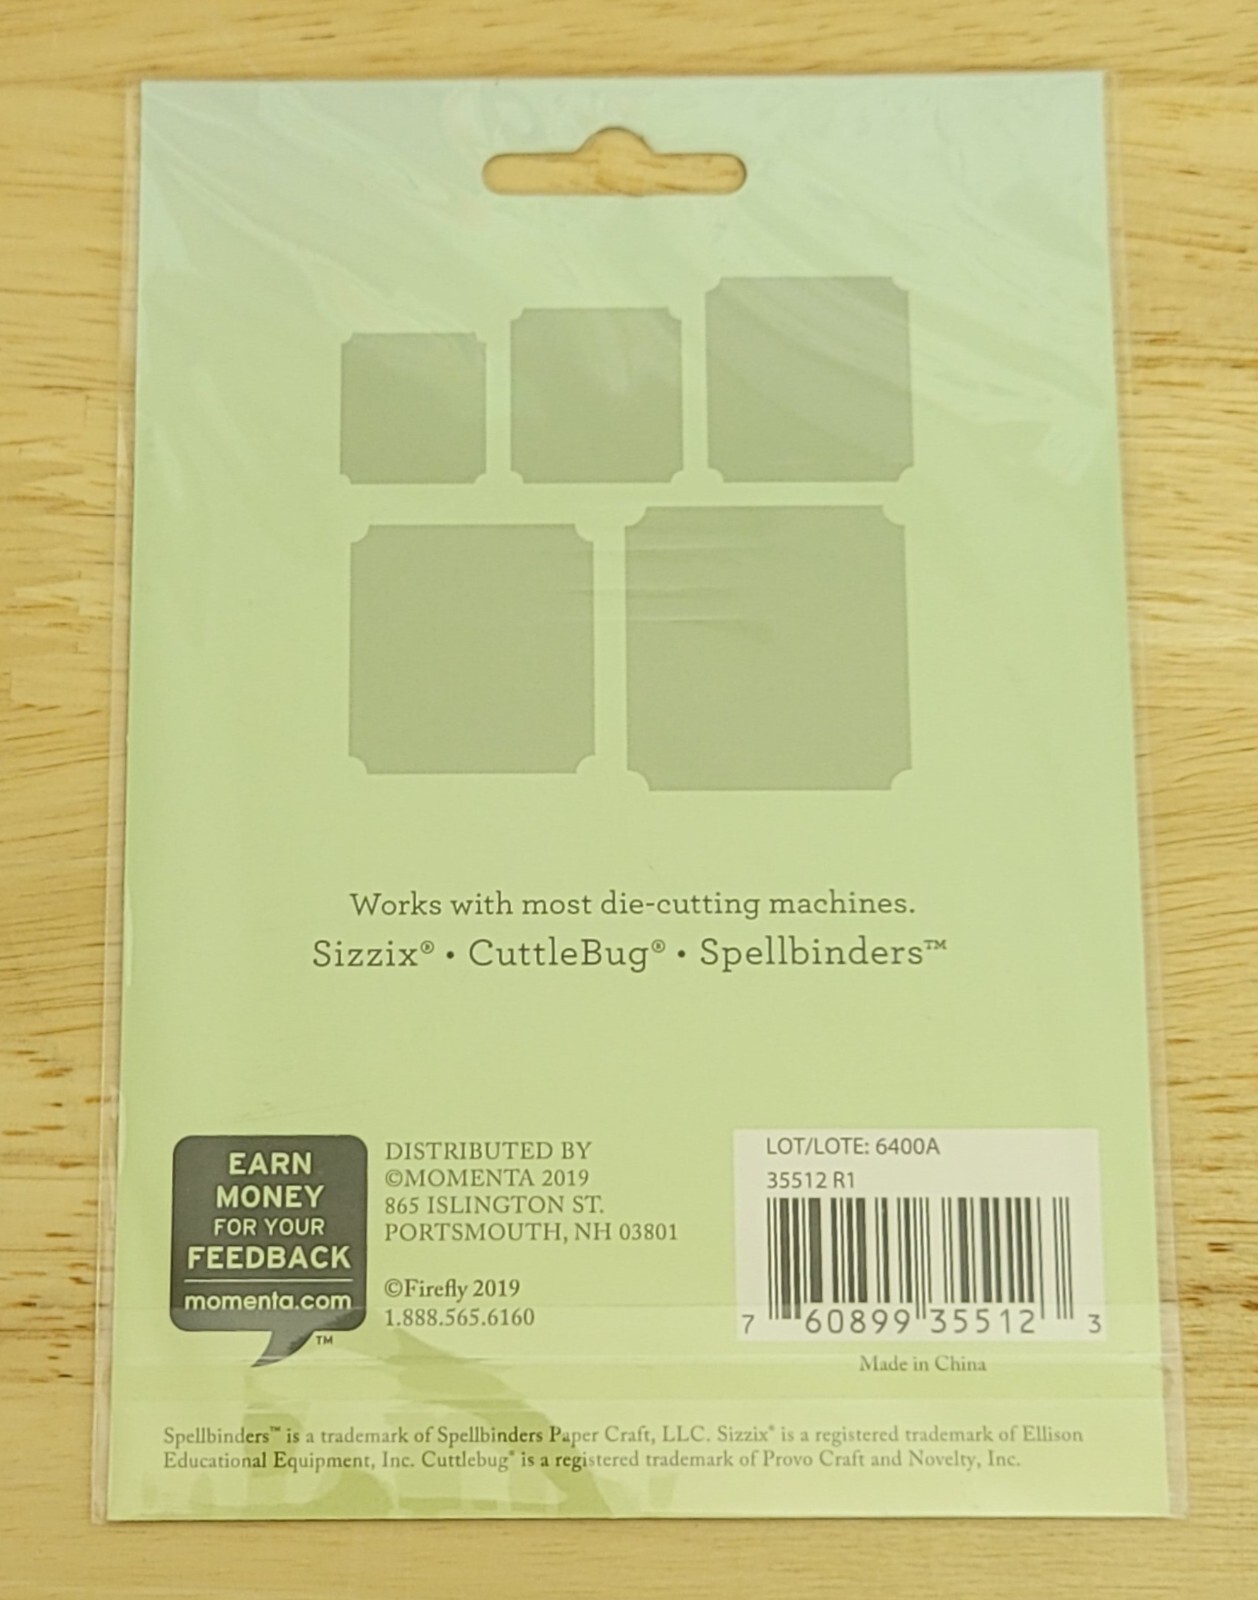 Works with most die-cutting machines.
Sizzix® • CuttleBug® • Spellbinders™
EARN
MONEY
FOR YOUR
FEEDBACK
momenta.com
™
DISTRIBUTED BY
©MOMENTA 2019
865 ISLINGTON ST.
PORTSMOUTH, NH 03801
©Firefly 2019
1.888.565.6160
LOT/LOTE: 6400A
35512 R1
7 60899 35512 3
Made in China
Spellbinders™ is a trademark of Spellbinders Paper Craft, LLC. Sizzix® is a registered trademark of Ellison
Educational Equipment, Inc. Cuttlebug® is a registered trademark of Provo Craft and Novelty, Inc.